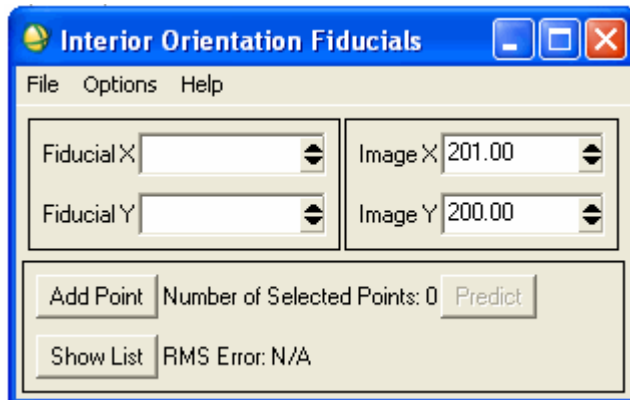 Interior Orientation Fiducials
File Options Help
Fiducial X
Image X 201.00
Fiducial Y
Image Y 200.00
Add Point Number of Selected Points: 0 Predict
Show List RMS Error: N/A